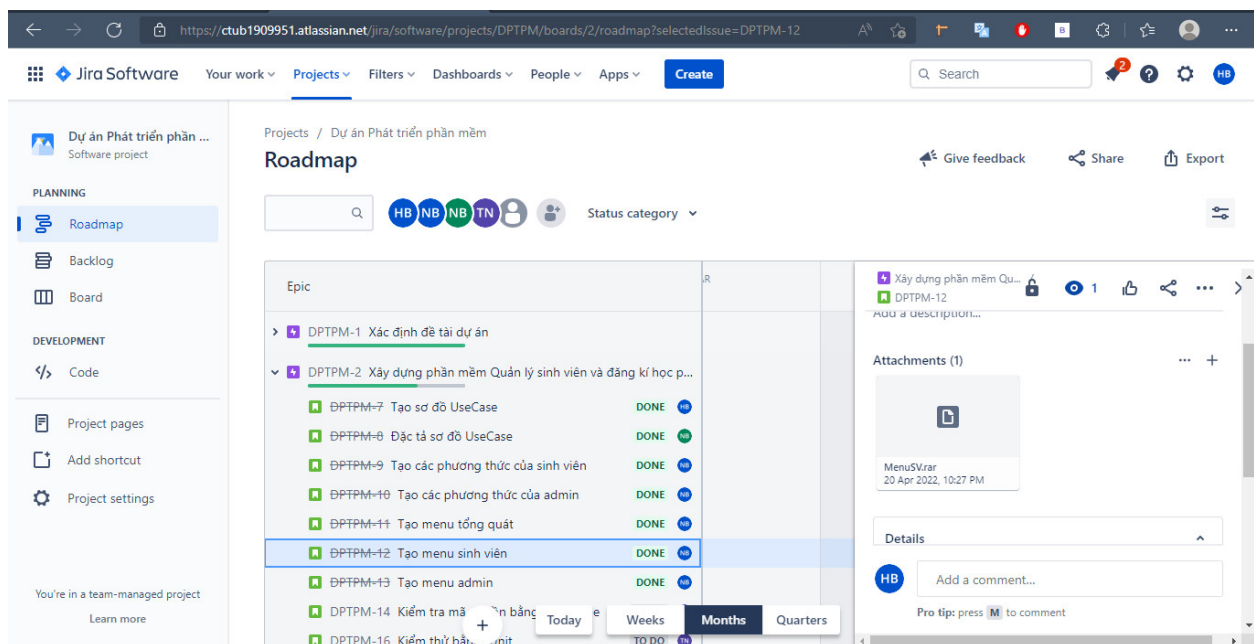 https://ctub1909951.atlassian.net/jira/software/projects/DPTPM/boards/2/roadmap?selectedIssue=DPTPM-12
Jira Software Your work Projects Filters Dashboards People Apps Create Search 2 HB
Dự án Phát triển phần ...
Software project
PLANNING
Roadmap
Backlog
Board
DEVELOPMENT
Code
Project pages
Add shortcut
Project settings
You're in a team-managed project
Learn more
Projects / Dự án Phát triển phần mềm
Roadmap
Give feedback Share Export
HB NB NB TN Status category
Epic
DPTPM-1 Xác định đề tài dự án
DPTPM-2 Xây dựng phần mềm Quản lý sinh viên và đăng kí học p...
DPTPM-7 Tạo sơ đồ UseCase DONE HB
DPTPM-8 Đặc tả sơ đồ UseCase DONE NB
DPTPM-9 Tạo các phương thức của sinh viên DONE NB
DPTPM-10 Tạo các phương thức của admin DONE NB
DPTPM-11 Tạo menu tổng quát DONE NB
DPTPM-12 Tạo menu sinh viên DONE NB
DPTPM-13 Tạo menu admin DONE NB
DPTPM-14 Kiểm tra mã bằng
DPTPM-16 Kiểm thử TO DO TN
Today Weeks Months Quarters
Xây dựng phần mềm Qu...
DPTPM-12
1
Add a description...
Attachments (1)
MenuSV.rar
20 Apr 2022, 10:27 PM
Details
HB Add a comment...
Pro tip: press M to comment